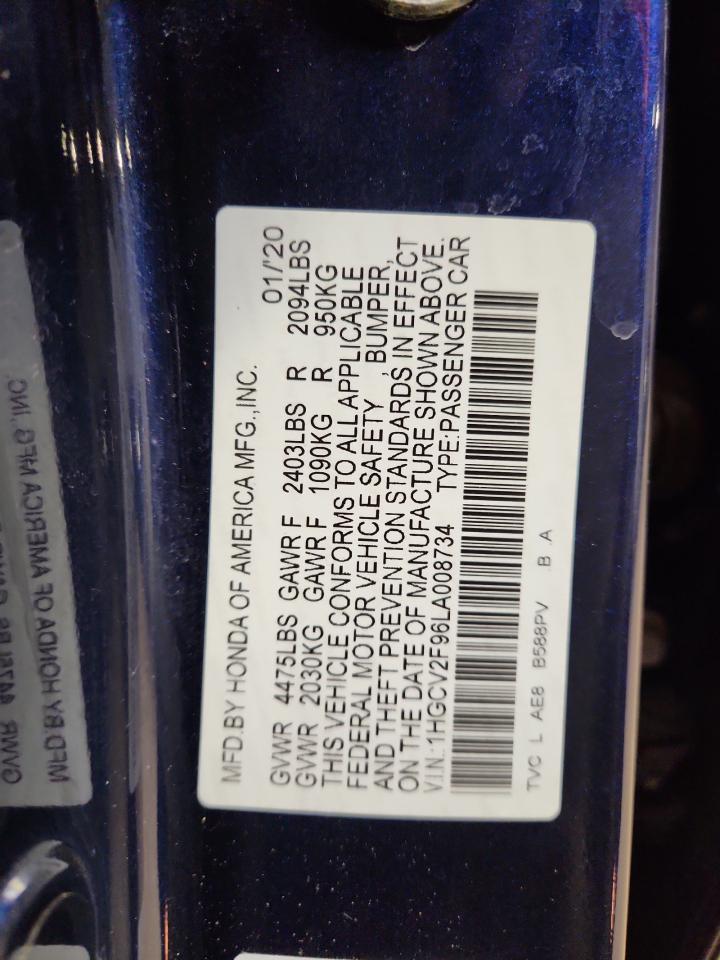 MFD.BY HONDA OF AMERICA MFG.,INC. 01/'20
GVWR 4475LBS GAWR F 2403LBS R 2094LBS
GVWR 2030KG GAWR F 1090KG R 950KG
THIS VEHICLE CONFORMS TO ALL APPLICABLE
FEDERAL MOTOR VEHICLE SAFETY , BUMPER,
AND THEFT PREVENTION STANDARDS IN EFFECT
ON THE DATE OF MANUFACTURE SHOWN ABOVE.
V.I.N.:1HGCV2F96LA008734 TYPE:PASSENGER CAR
TVC L AE8 B588PV B .A
MFD.BY HONDA OF AMERICA MFG.,INC.
GVWR 4475LBS